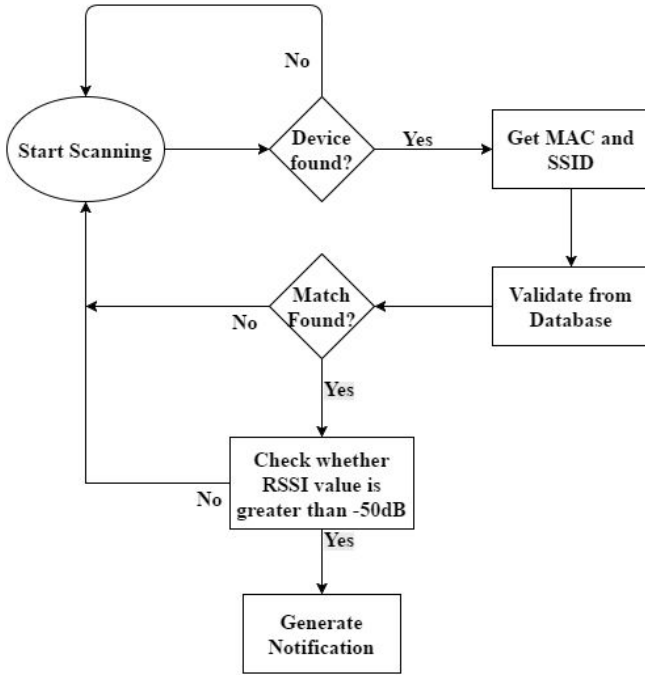 No
Start Scanning
Device
found?
Yes
Get MAC and
SSID
Match
Found?
No
Validate from
Database
Yes
Check whether
RSSI value is
greater than -50dB
No
Yes
Generate
Notification